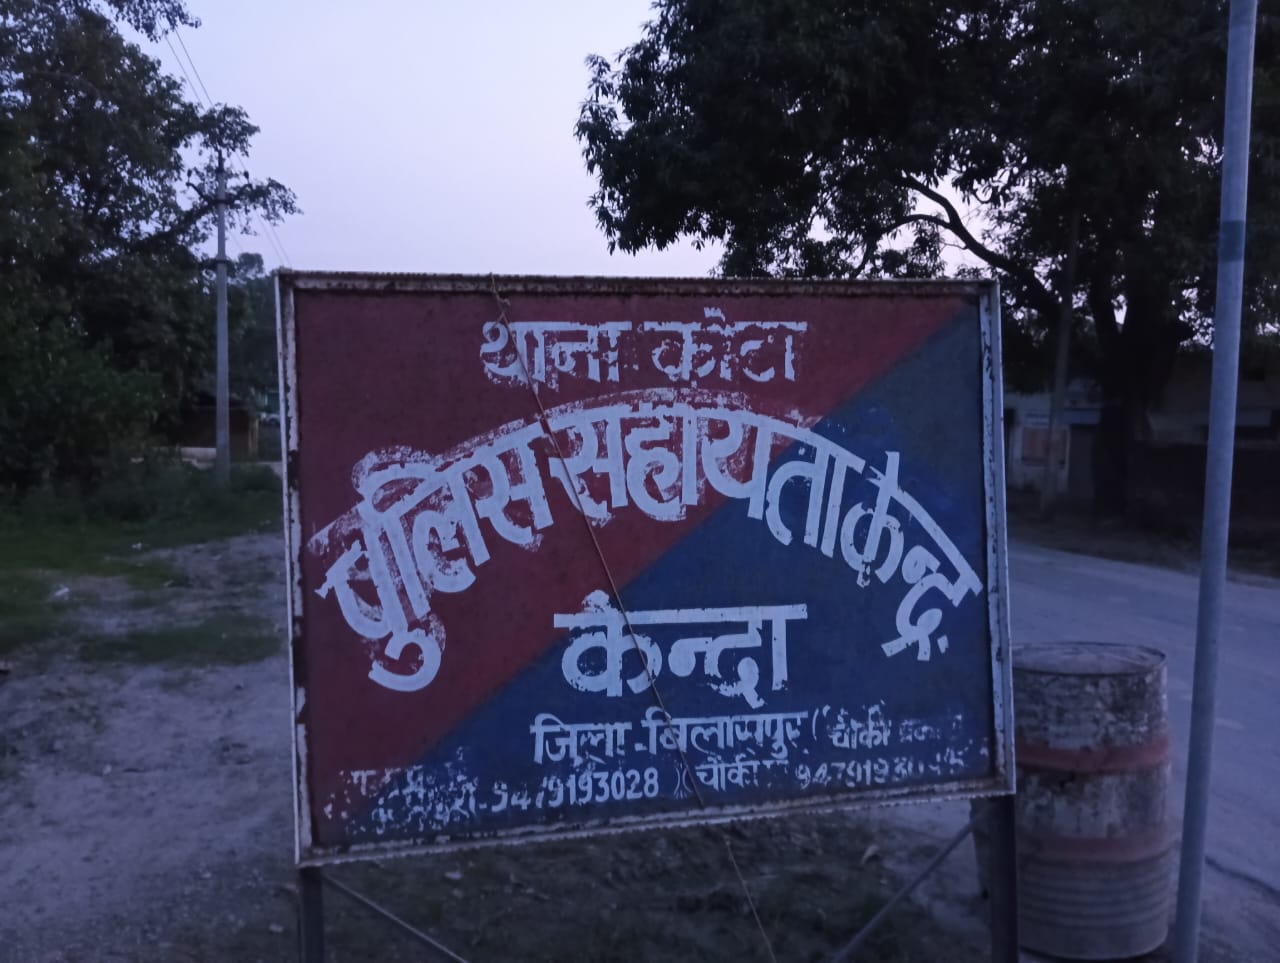 थाना कोटा
पुलिस सहायता केन्द्र
केन्दा
जिला-बिलासपुर ( चौकी
9479193028 चौकी